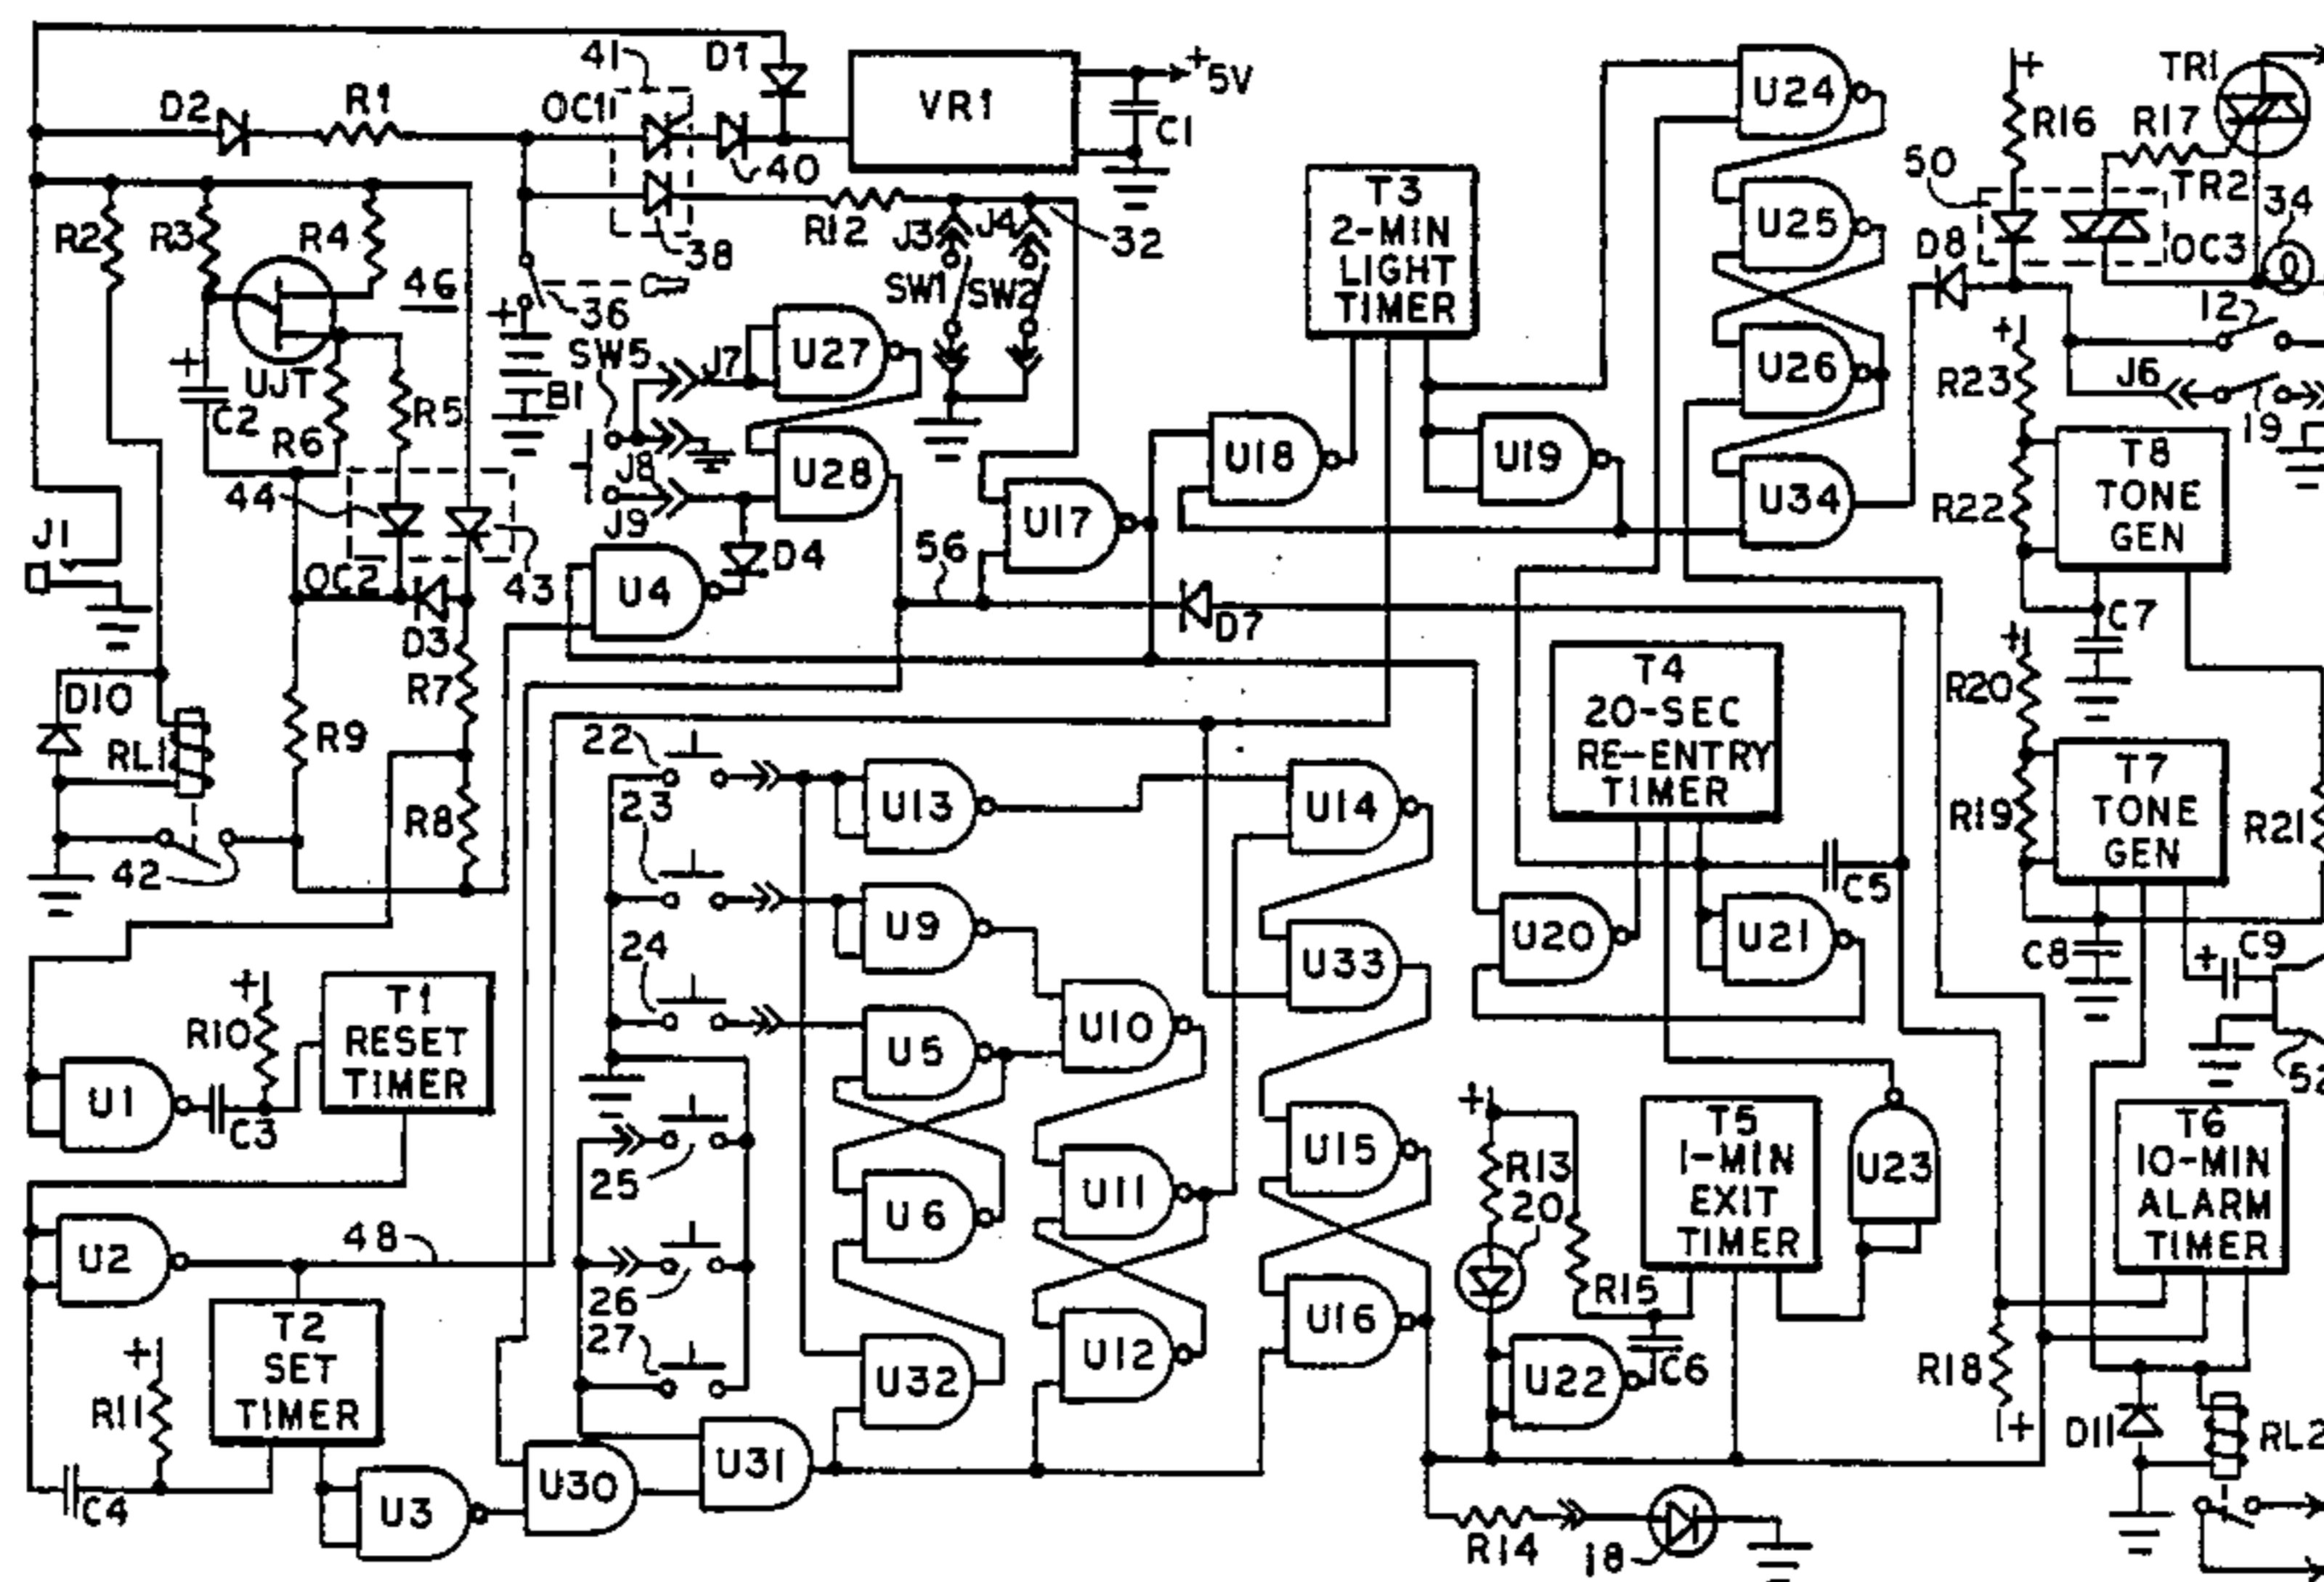 41
D1
+
5V
VR1
C1
D2
R1
OC1
40
38
R12
J3
J4
32
SW1
SW2
R2
R3
R4
46
UJT
+
C2
R6
R5
+
36
SW5
B1
J7
J8
J9
U27
U28
U4
D4
56
U17
D7
T3
2-MIN
LIGHT
TIMER
U18
U19
U24
U25
U26
U34
+
R16
TR1
R17
50
TR2
OC3
34
D8
12
J6
19
+
R23
R22
T8
TONE
GEN
C7
+
R20
R19
T7
TONE
GEN
R21
C8
+
C9
52
J1
44
OC2
43
D3
R7
R8
R9
D10
RL1
42
22
23
24
25
26
27
U13
U9
U5
U6
U32
U10
U11
U12
U14
U33
U15
U16
T4
20-SEC
RE-ENTRY
TIMER
U20
U21
C5
+
R10
T1
RESET
TIMER
U1
C3
U2
48
T2
SET
TIMER
+
R11
C4
U3
U30
U31
+
R13
20
R15
T5
1-MIN
EXIT
TIMER
U23
U22
C6
R14
18
T6
10-MIN
ALARM
TIMER
R18
+
D11
RL2